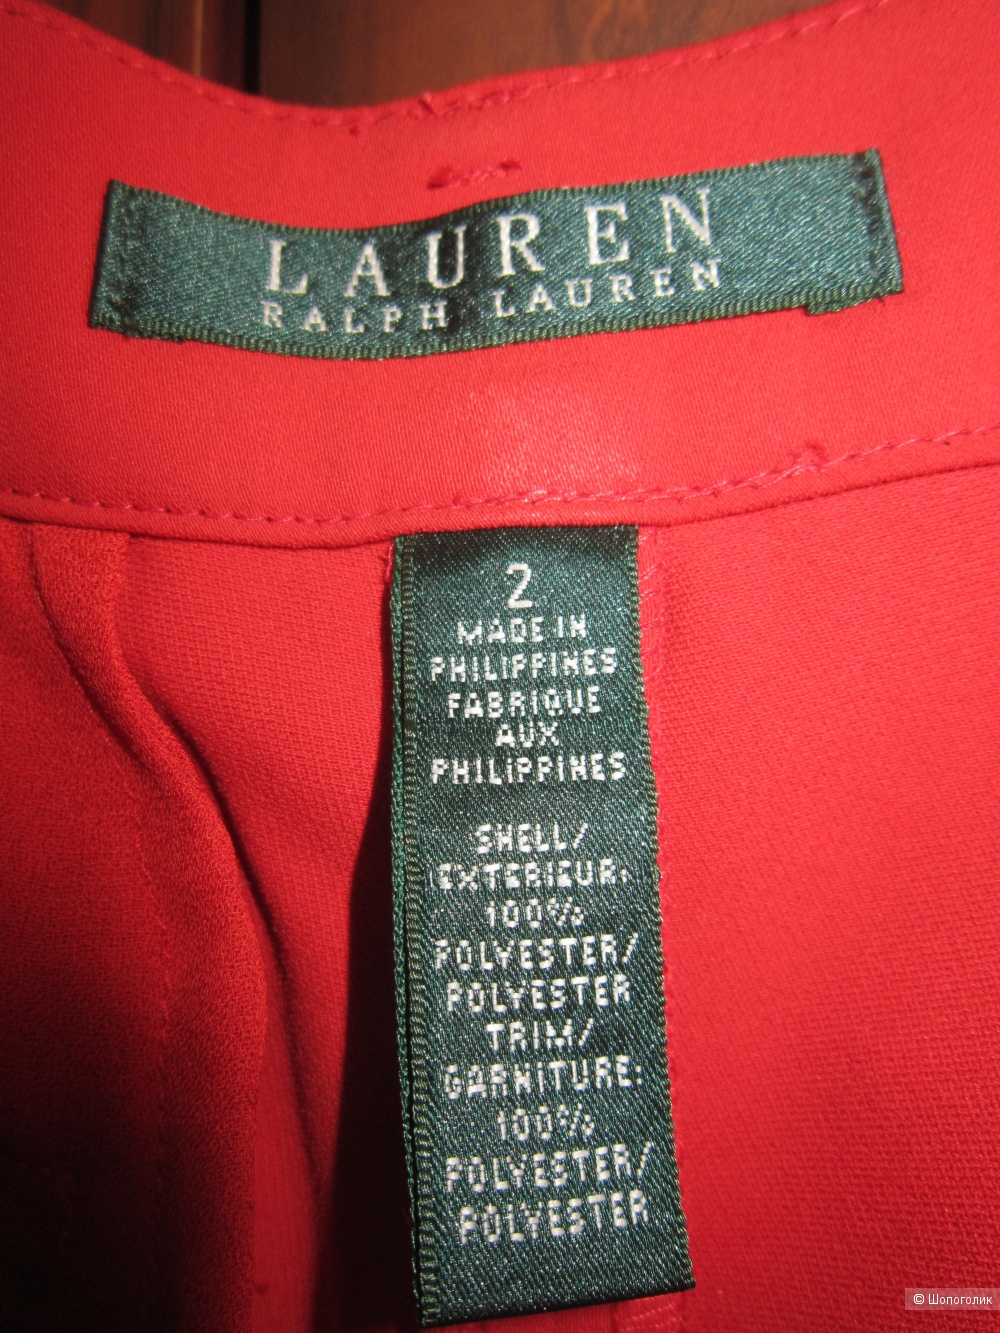 LAUREN
RALPH LAUREN
2
MADE IN
PHILIPPINES
FABRIQUE
AUX
PHILIPPINES
SHELL/
EXTERIEUR:
100%
POLYESTER/
POLYESTER
TRIM/
GARNITURE:
100%
POLYESTER/
POLYESTER
© Шопоголик